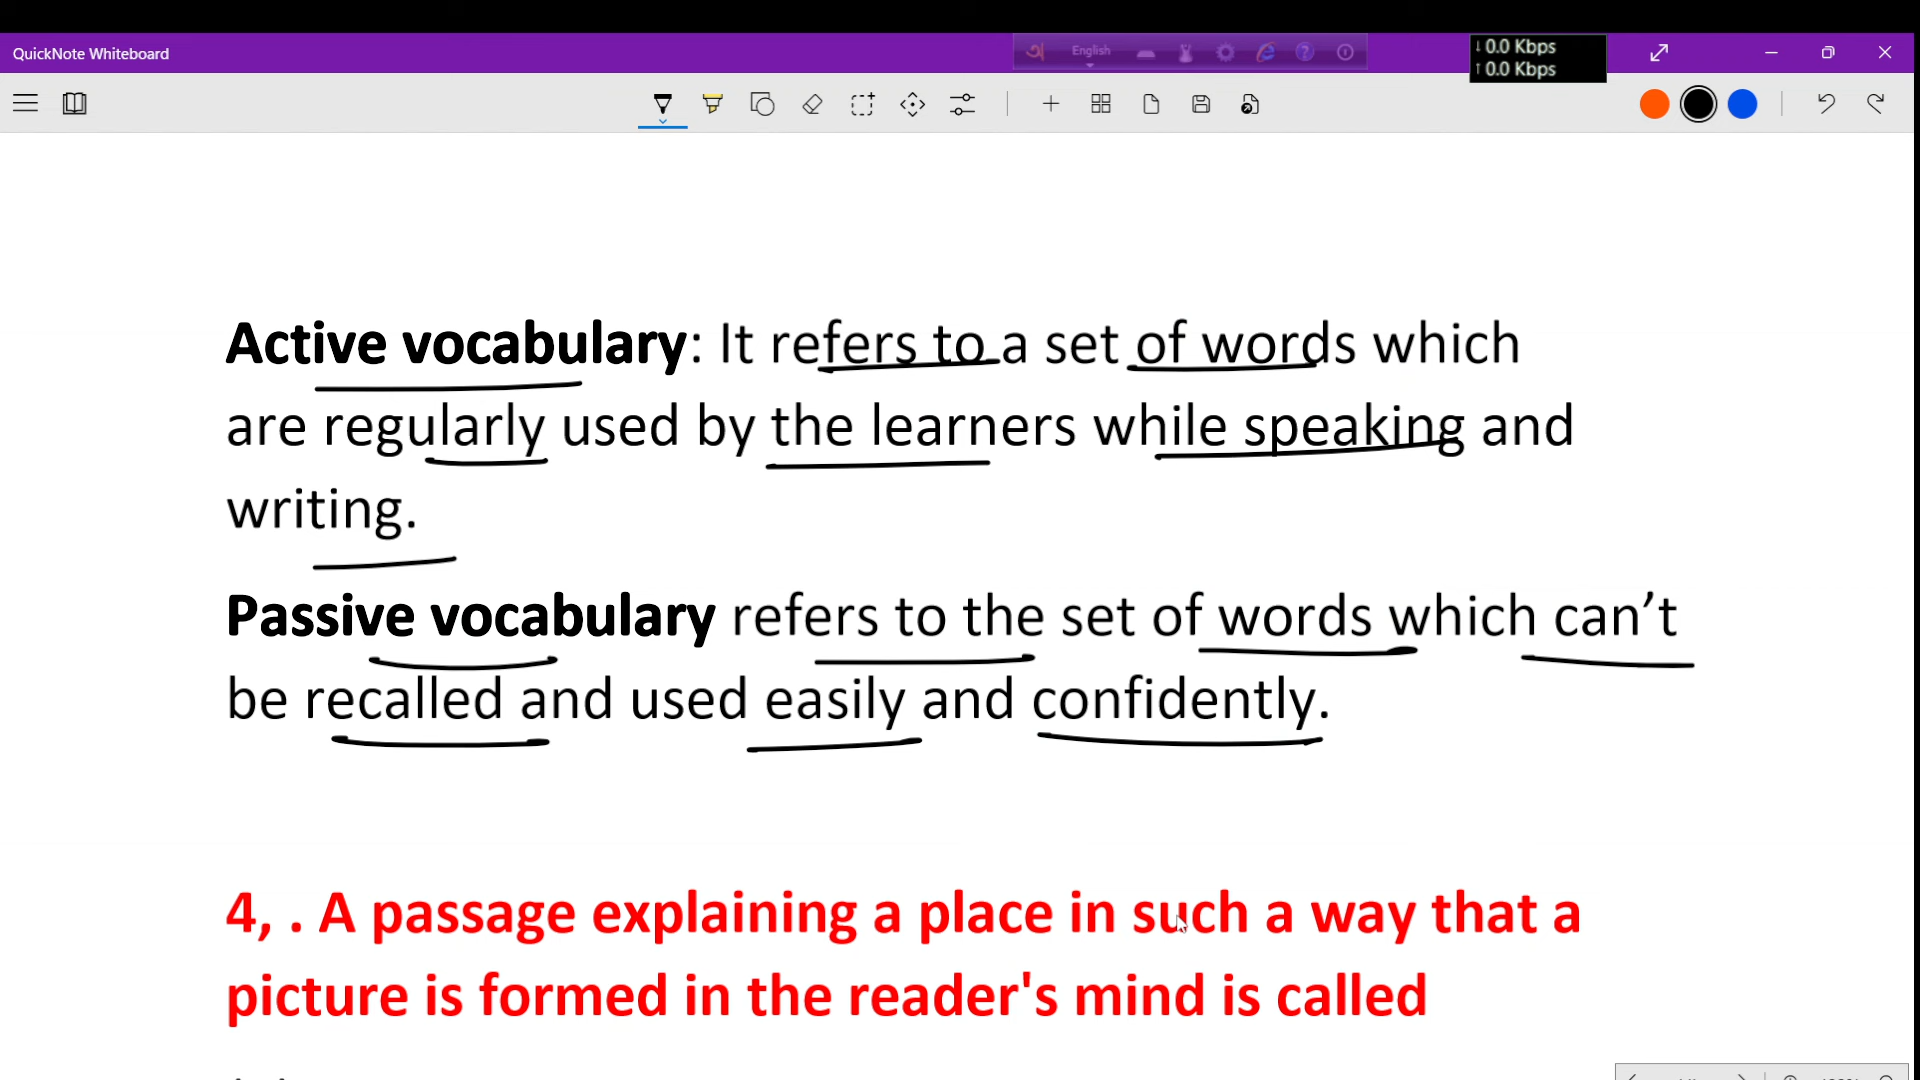 QuickNote Whiteboard
English
↓ 0.0 Kbps
↑ 0.0 Kbps
Active vocabulary: It refers to a set of words which
are regularly used by the learners while speaking and
writing.
Passive vocabulary refers to the set of words which can’t
be recalled and used easily and confidently.
4, . A passage explaining a place in such a way that a
picture is formed in the reader's mind is called